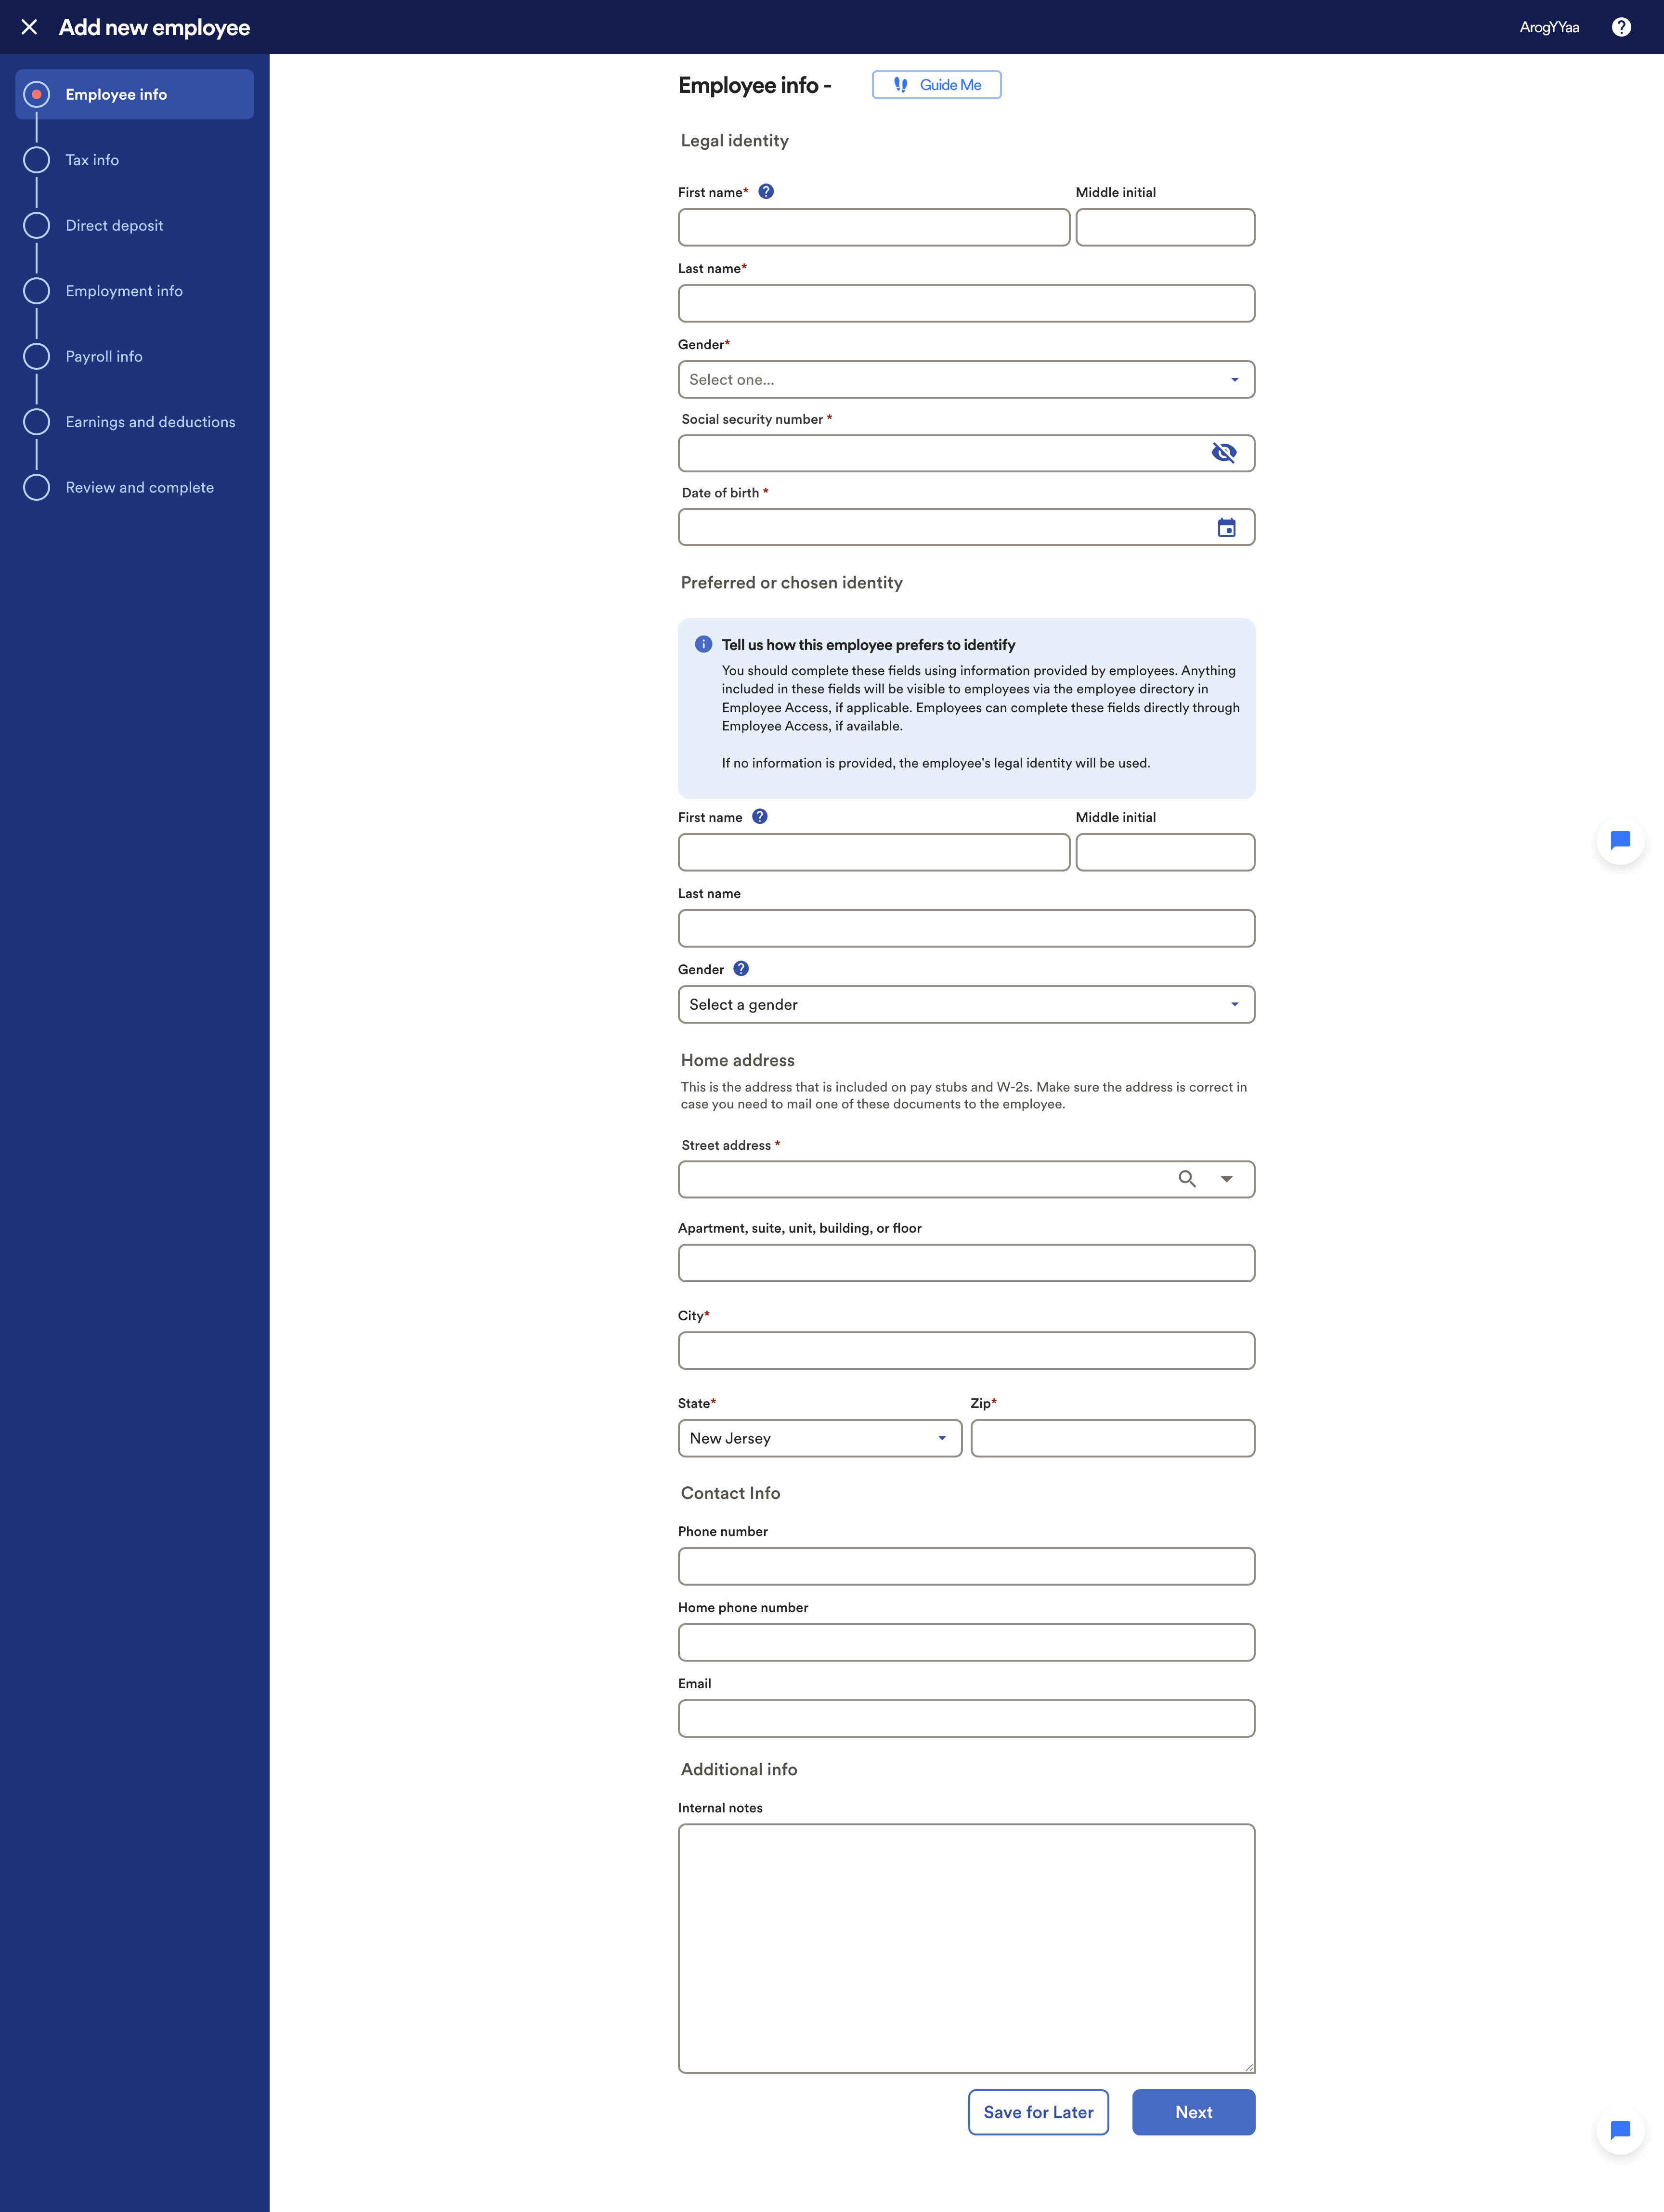 Add new employee
ArogYYaa
Employee info
Tax info
Direct deposit
Employment info
Payroll info
Earnings and deductions
Review and complete
Employee info -
Guide Me
Legal identity
First name*
Middle initial
Last name*
Gender*
Select one...
Social security number *
Date of birth *
Preferred or chosen identity
Tell us how this employee prefers to identify
You should complete these fields using information provided by employees. Anything
included in these fields will be visible to employees via the employee directory in
Employee Access, if applicable. Employees can complete these fields directly through
Employee Access, if available.
If no information is provided, the employee's legal identity will be used.
First name
Middle initial
Last name
Gender
Select a gender
Home address
This is the address that is included on pay stubs and W-2s. Make sure the address is correct in
case you need to mail one of these documents to the employee.
Street address *
Apartment, suite, unit, building, or floor
City*
State*
Zip*
New Jersey
Contact Info
Phone number
Home phone number
Email
Additional info
Internal notes
Save for Later
Next